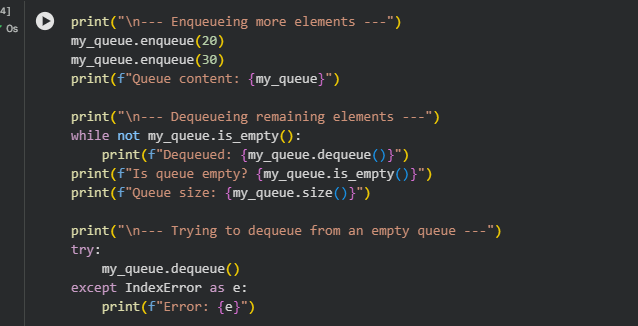 4]
0s
print("\n--- Enqueueing more elements ---")
my_queue.enqueue(20)
my_queue.enqueue(30)
print(f"Queue content: {my_queue}")

print("\n--- Dequeueing remaining elements ---")
while not my_queue.is_empty():
    print(f"Dequeued: {my_queue.dequeue()}")
print(f"Is queue empty? {my_queue.is_empty()}")
print(f"Queue size: {my_queue.size()}")

print("\n--- Trying to dequeue from an empty queue ---")
try:
    my_queue.dequeue()
except IndexError as e:
    print(f"Error: {e}")